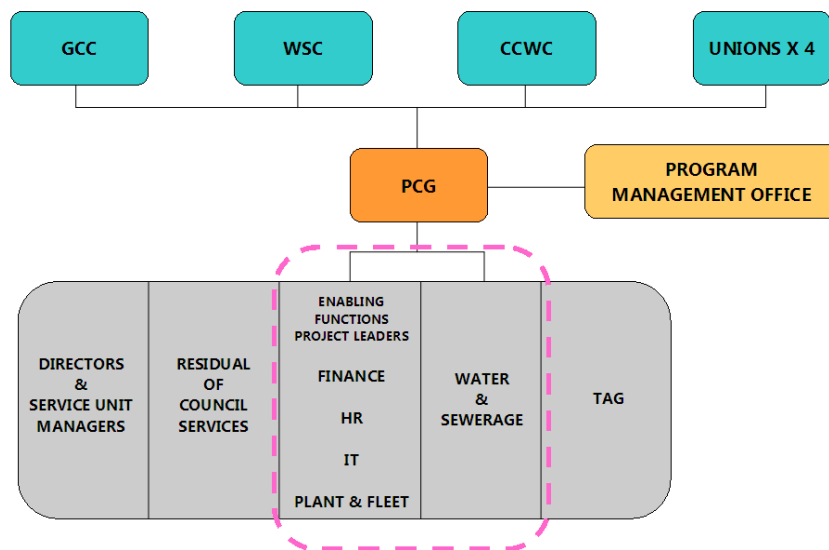 GCC
WSC
CCWC
UNIONS X 4
PCG
PROGRAM
MANAGEMENT OFFICE
DIRECTORS
&
SERVICE UNIT
MANAGERS
RESIDUAL
OF
COUNCIL
SERVICES
ENABLING
FUNCTIONS
PROJECT LEADERS
FINANCE
HR
IT
PLANT & FLEET
WATER
&
SEWERAGE
TAG